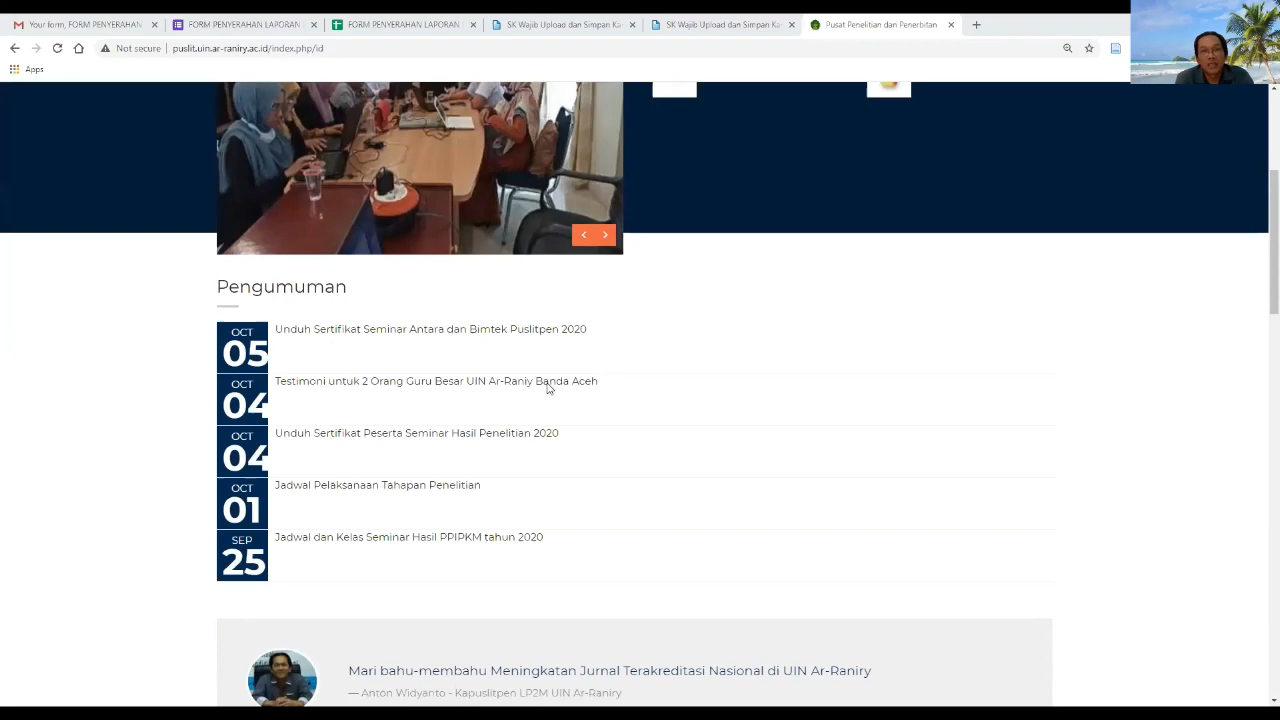 Your form, FORM PENYERAHAN
FORM PENYERAHAN LAPORAN
FORM PENYERAHAN LAPORAN
SK Wajib Upload dan Simpan Ka
SK Wajib Upload dan Simpan Ka
Pusat Penelitian dan Penerbitan
Not secure
puslit.uin.ar-raniry.ac.id/index.php/id
Apps
Pengumuman
OCT
05
Unduh Sertifikat Seminar Antara dan Bimtek Puslitpen 2020
OCT
04
Testimoni untuk 2 Orang Guru Besar UIN Ar-Raniy Banda Aceh
OCT
04
Unduh Sertifikat Peserta Seminar Hasil Penelitian 2020
OCT
01
Jadwal Pelaksanaan Tahapan Penelitian
SEP
25
Jadwal dan Kelas Seminar Hasil PPIPKM tahun 2020
Mari bahu-membahu Meningkatan Jurnal Terakreditasi Nasional di UIN Ar-Raniry
— Anton Widyanto - Kapuslitpen LP2M UIN Ar-Raniry